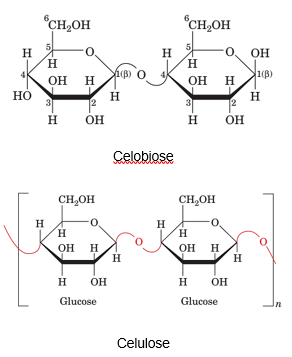 6CH₂OH 6CH₂OH
H 5 O H 5 O OH
H H
4 OH H 1(β) O 4 OH H 1(β)
HO 3 2 H 3 2 H
H OH H OH
Celobiose
CH₂OH CH₂OH
H O H O
H H
OH H O OH H O
H H
H OH H OH
Glucose Glucose n
Celulose